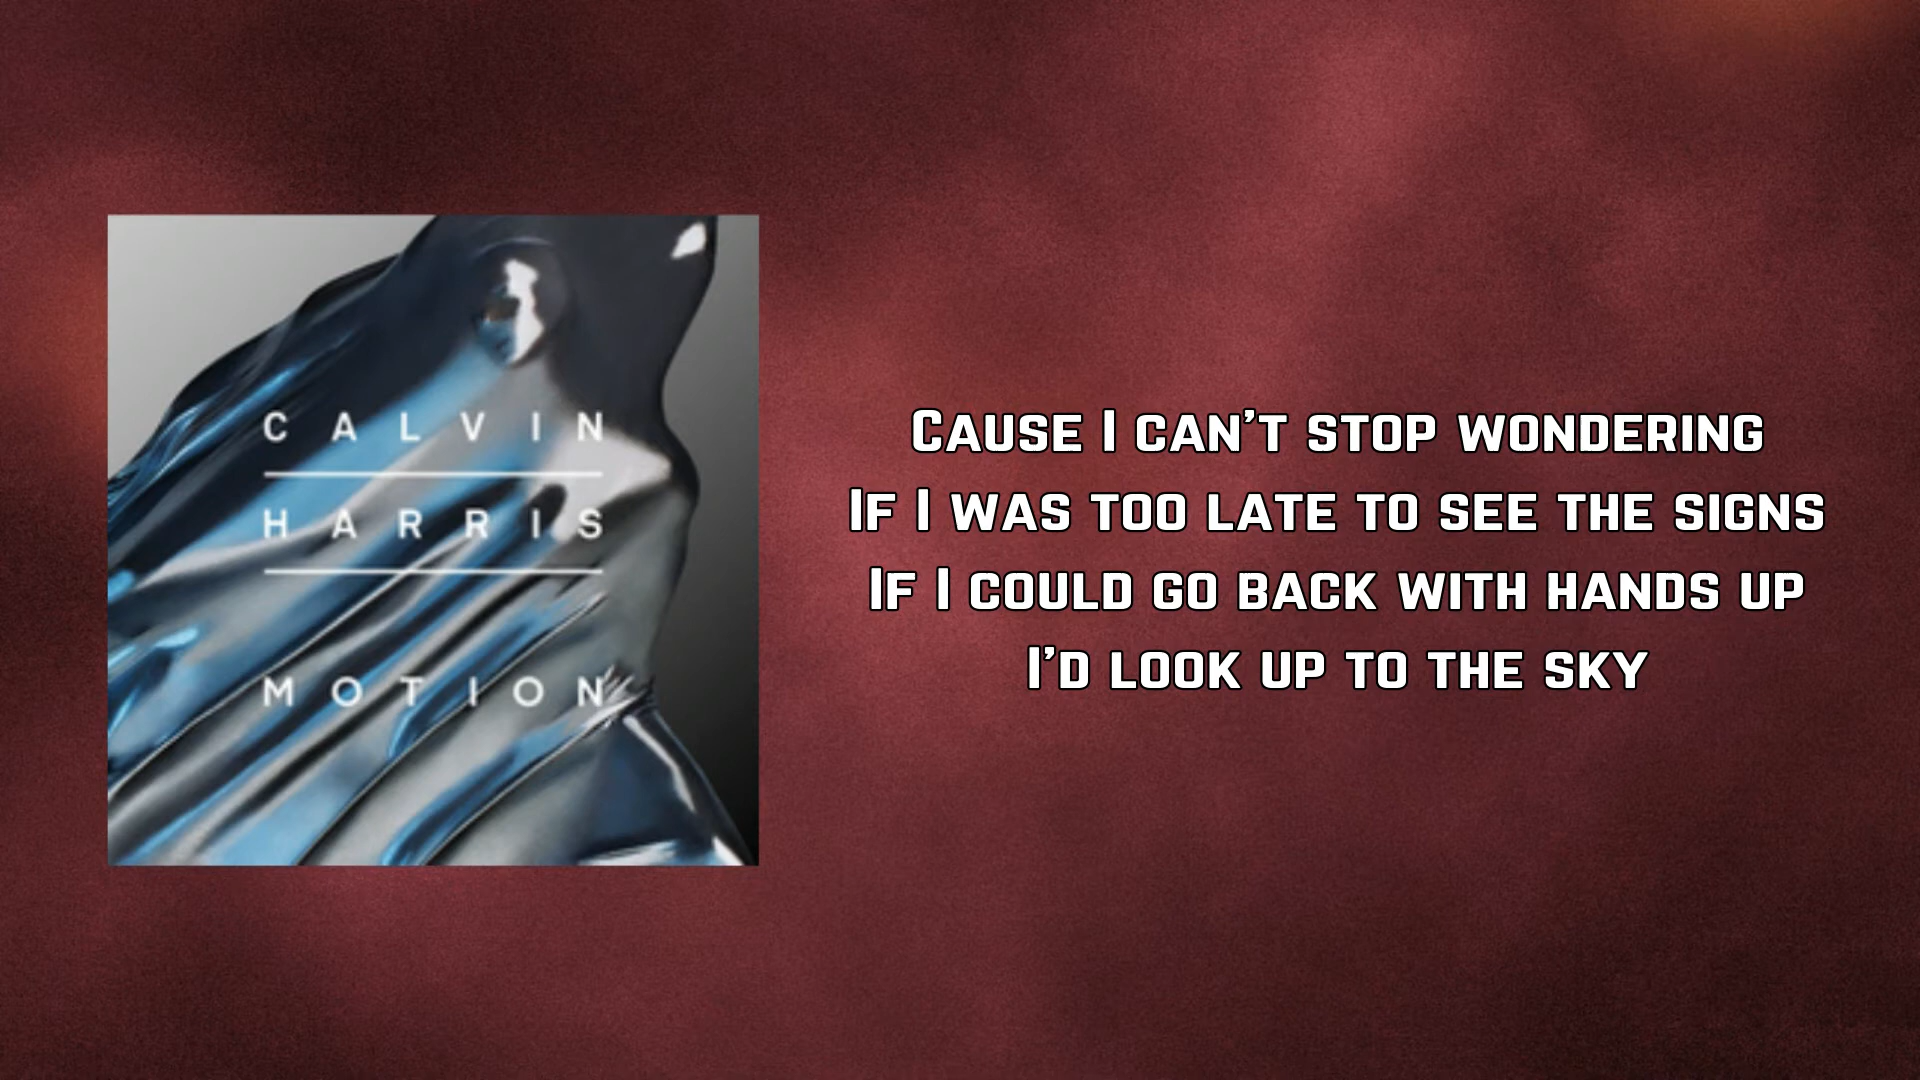 CALVIN
HARRIS
MOTION
Cause I can't stop wondering
If I was too late to see the signs
If I could go back with hands up
I'd look up to the sky